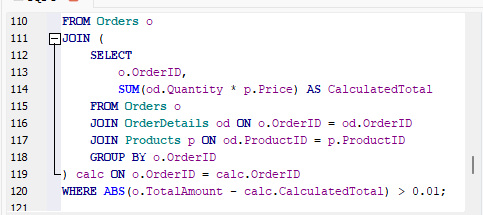 110 FROM Orders o
111 JOIN (
112 SELECT
113 o.OrderID,
114 SUM(od.Quantity * p.Price) AS CalculatedTotal
115 FROM Orders o
116 JOIN OrderDetails od ON o.OrderID = od.OrderID
117 JOIN Products p ON od.ProductID = p.ProductID
118 GROUP BY o.OrderID
119 ) calc ON o.OrderID = calc.OrderID
120 WHERE ABS(o.TotalAmount - calc.CalculatedTotal) > 0.01;
121